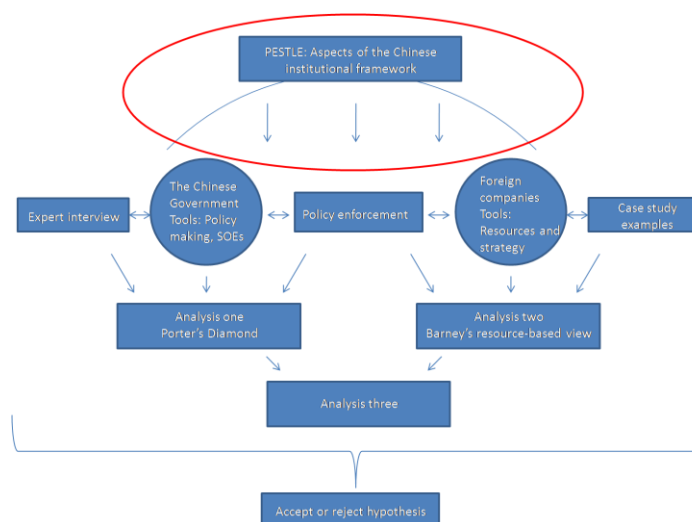 PESTLE: Aspects of the Chinese
institutional framework
Expert interview
The Chinese
Government
Tools: Policy
making, SOEs
Policy enforcement
Foreign
companies
Tools:
Resources and
strategy
Case study
examples
Analysis one
Porter's Diamond
Analysis two
Barney's resource-based view
Analysis three
Accept or reject hypothesis